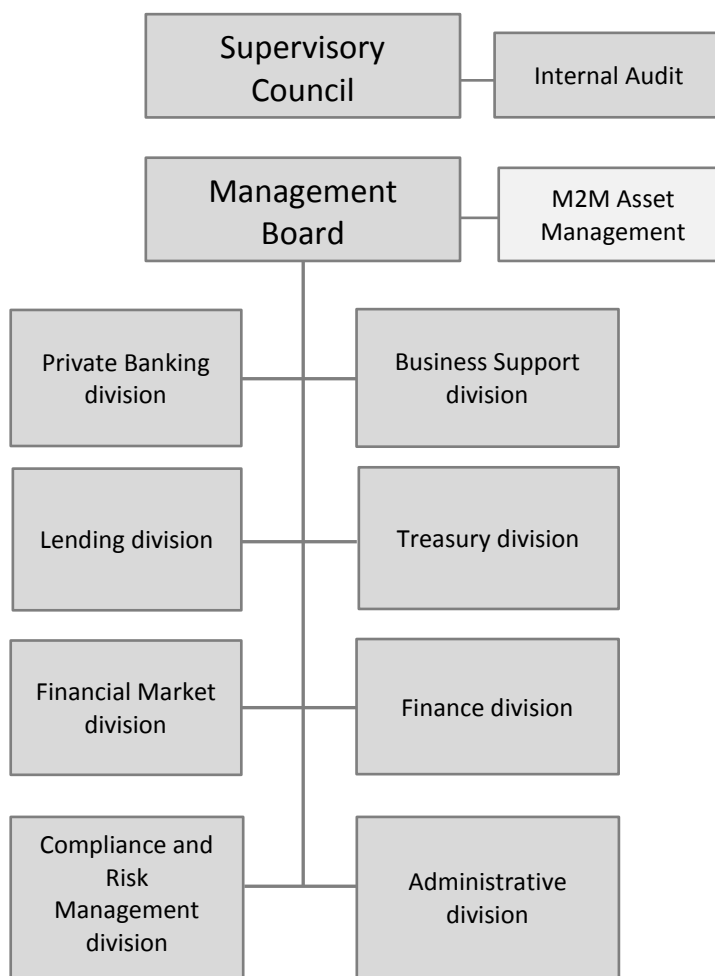 Supervisory
Council
Internal Audit
Management
Board
M2M Asset
Management
Private Banking
division
Business Support
division
Lending division
Treasury division
Financial Market
division
Finance division
Compliance and
Risk
Management
division
Administrative
division